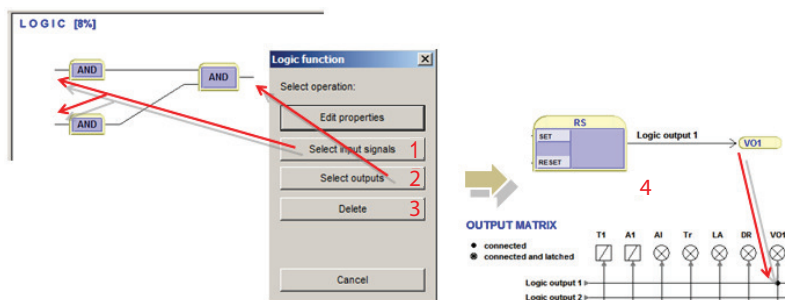 LOGIC [8%]
AND
AND
AND
Logic function
Select operation:
Edit properties
Select input signals 1
Select outputs 2
Delete 3
Cancel
RS
SET
RESET
Logic output 1
VO1
4
OUTPUT MATRIX
connected
connected and latched
T1 A1 Al Tr LA DR VO1
Logic output 1
Logic output 2